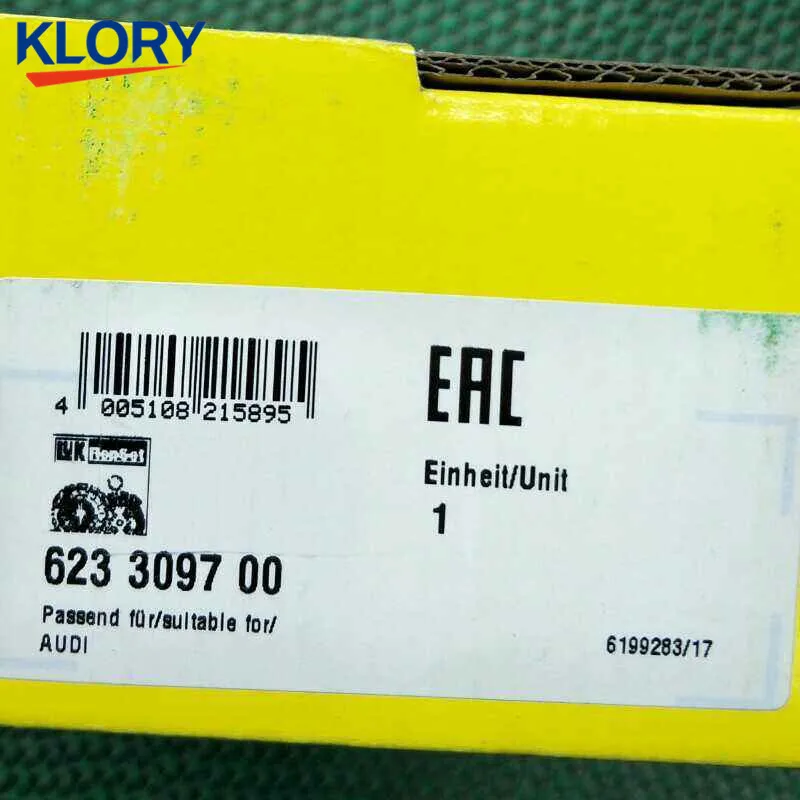 KLORY
EAC
4 005108 215895
LUK RepSet
Einheit/Unit
1
623 3097 00
Passend für/suitable for/
AUDI
6199283/17